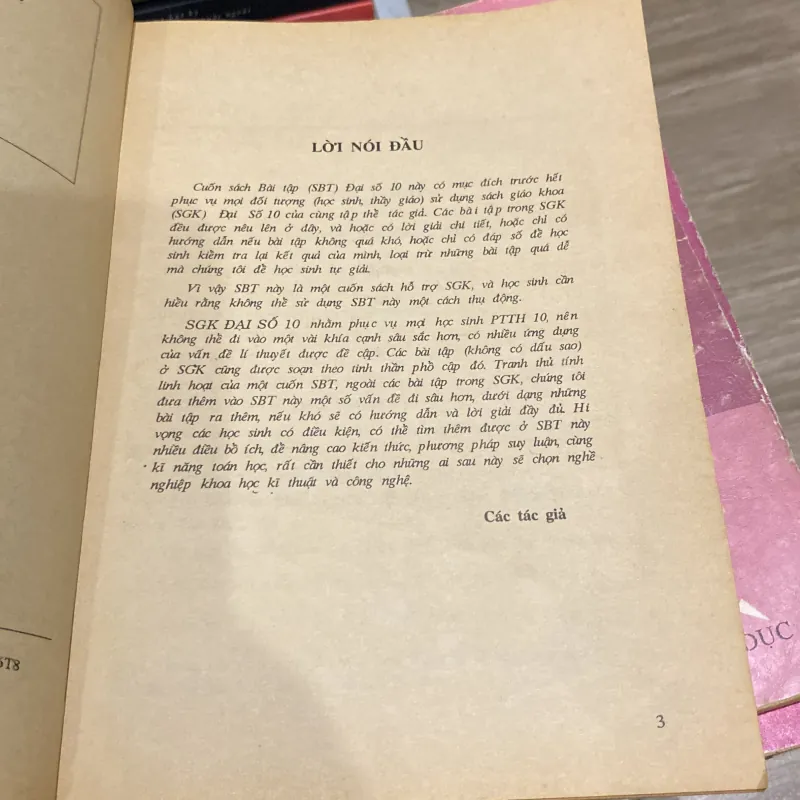 LỜI NÓI ĐẦU
Cuốn sách Bài tập (SBT) Đại số 10 này có mục đích trước hết
phục vụ mọi đối tượng (học sinh, thầy giáo) sử dụng sách giáo khoa
(SGK) Đại Số 10 của cùng tập thể tác giả. Các bài tập trong SGK
đều được nêu lên ở đây, và hoặc có lời giải chi tiết, hoặc chỉ có
hướng dẫn nếu bài tập không quá khó, hoặc chỉ có đáp số để học
sinh kiểm tra lại kết quả của mình, loại trừ những bài tập quá dễ
mà chúng tôi để học sinh tự giải.
Vì vậy SBT này là một cuốn sách hỗ trợ SGK, và học sinh cần
hiểu rằng không thể sử dụng SBT này một cách thụ động.
SGK ĐẠI SỐ 10 nhằm phục vụ mọi học sinh PTTH 10, nên
không thể đi vào một vài khía cạnh sâu sắc hơn, có nhiều ứng dụng
của vấn đề lí thuyết được đề cập. Các bài tập (không có dấu sao)
ở SGK cũng được soạn theo tinh thần phổ cập đó. Tranh thủ tính
linh hoạt của một cuốn SBT, ngoài các bài tập trong SGK, chúng tôi
đưa thêm vào SBT này một số vấn đề đi sâu hơn, dưới dạng những
bài tập ra thêm, nếu khó sẽ có hướng dẫn và lời giải đầy đủ. Hi
vọng các học sinh có điều kiện, có thể tìm thêm được ở SBT này
nhiều điều bổ ích, để nâng cao kiến thức, phương pháp suy luận, cùng
kĩ năng toán học, rất cần thiết cho những ai sau này sẽ chọn nghề
nghiệp khoa học kĩ thuật và công nghệ.
Các tác giả
3
5T8
DỤC